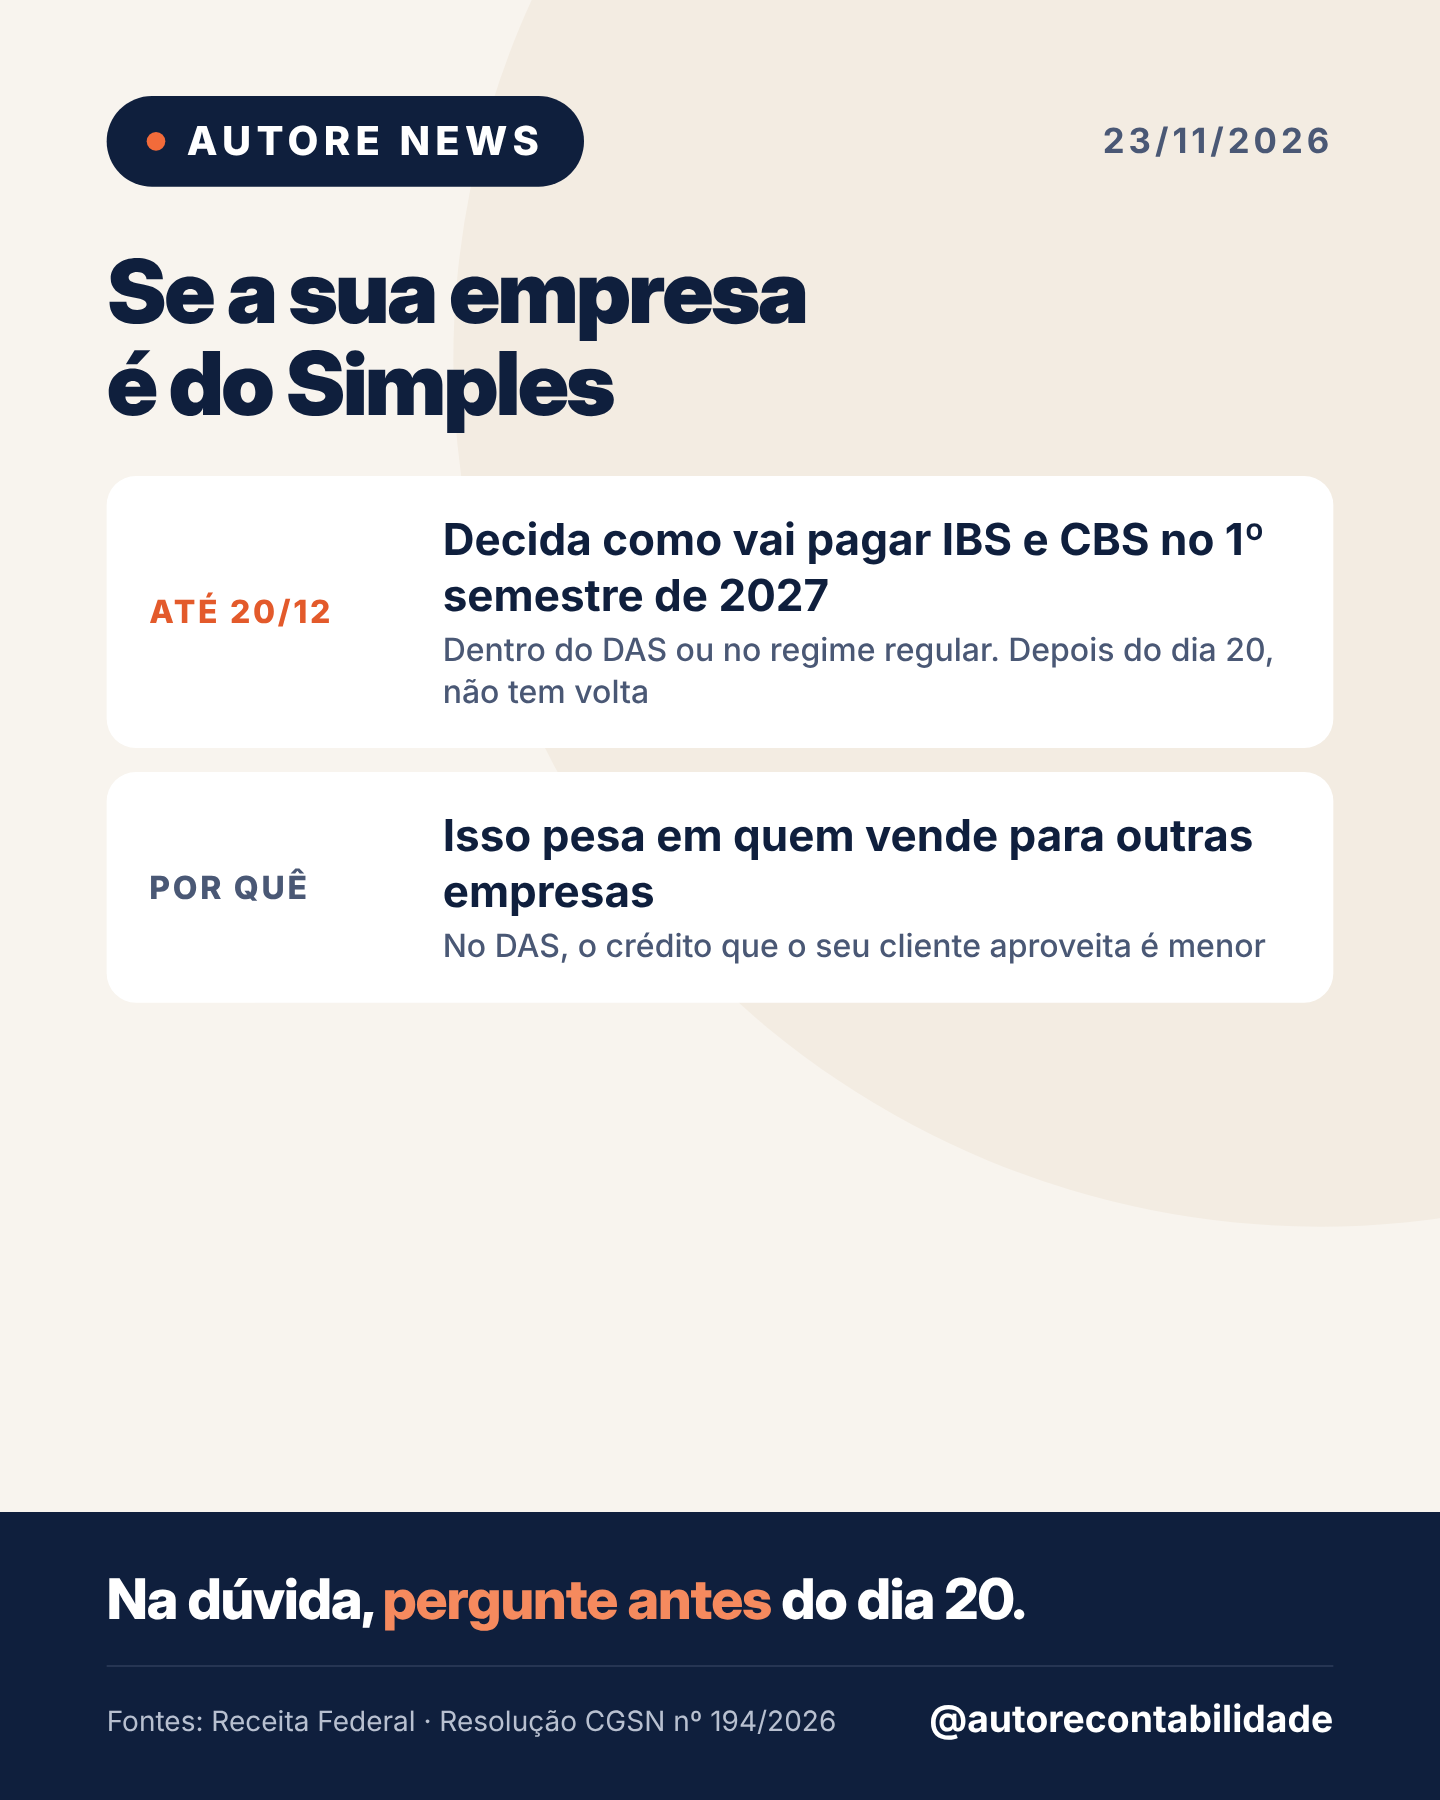 AUTORE NEWS
23/11/2026
Se a sua empresa
é do Simples
ATÉ 20/12
Decida como vai pagar IBS e CBS no 1º
semestre de 2027
Dentro do DAS ou no regime regular. Depois do dia 20,
não tem volta
POR QUÊ
Isso pesa em quem vende para outras
empresas
No DAS, o crédito que o seu cliente aproveita é menor
Na dúvida, pergunte antes do dia 20.
Fontes: Receita Federal · Resolução CGSN nº 194/2026
@autorecontabilidade